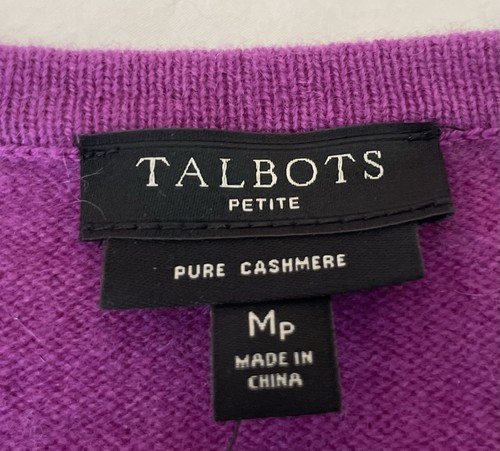 TALBOTS
PETITE
PURE CASHMERE
Mp
MADE IN
CHINA